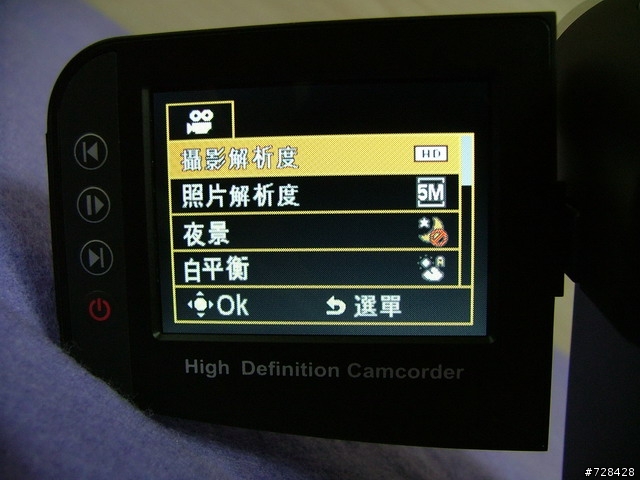 攝影解析度 HD
照片解析度 5M
夜景
白平衡 A
Ok 選單
High Definition Camcorder
#728428